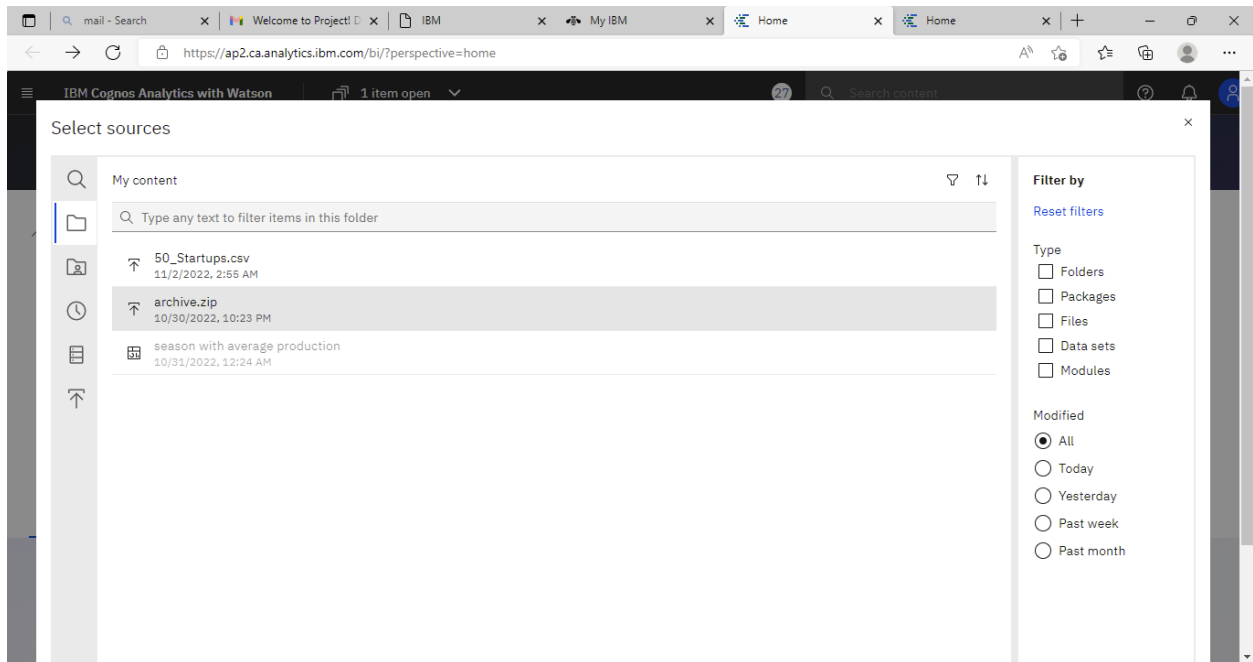 mail - Search
Welcome to Project! D
IBM
My IBM
Home
Home
https://ap2.ca.analytics.ibm.com/bi/?perspective=home
IBM Cognos Analytics with Watson
1 item open
27
Search content
Select sources
My content
Type any text to filter items in this folder
50_Startups.csv
11/2/2022, 2:55 AM
archive.zip
10/30/2022, 10:23 PM
season with average production
10/31/2022, 12:24 AM
Filter by
Reset filters
Type
Folders
Packages
Files
Data sets
Modules
Modified
All
Today
Yesterday
Past week
Past month